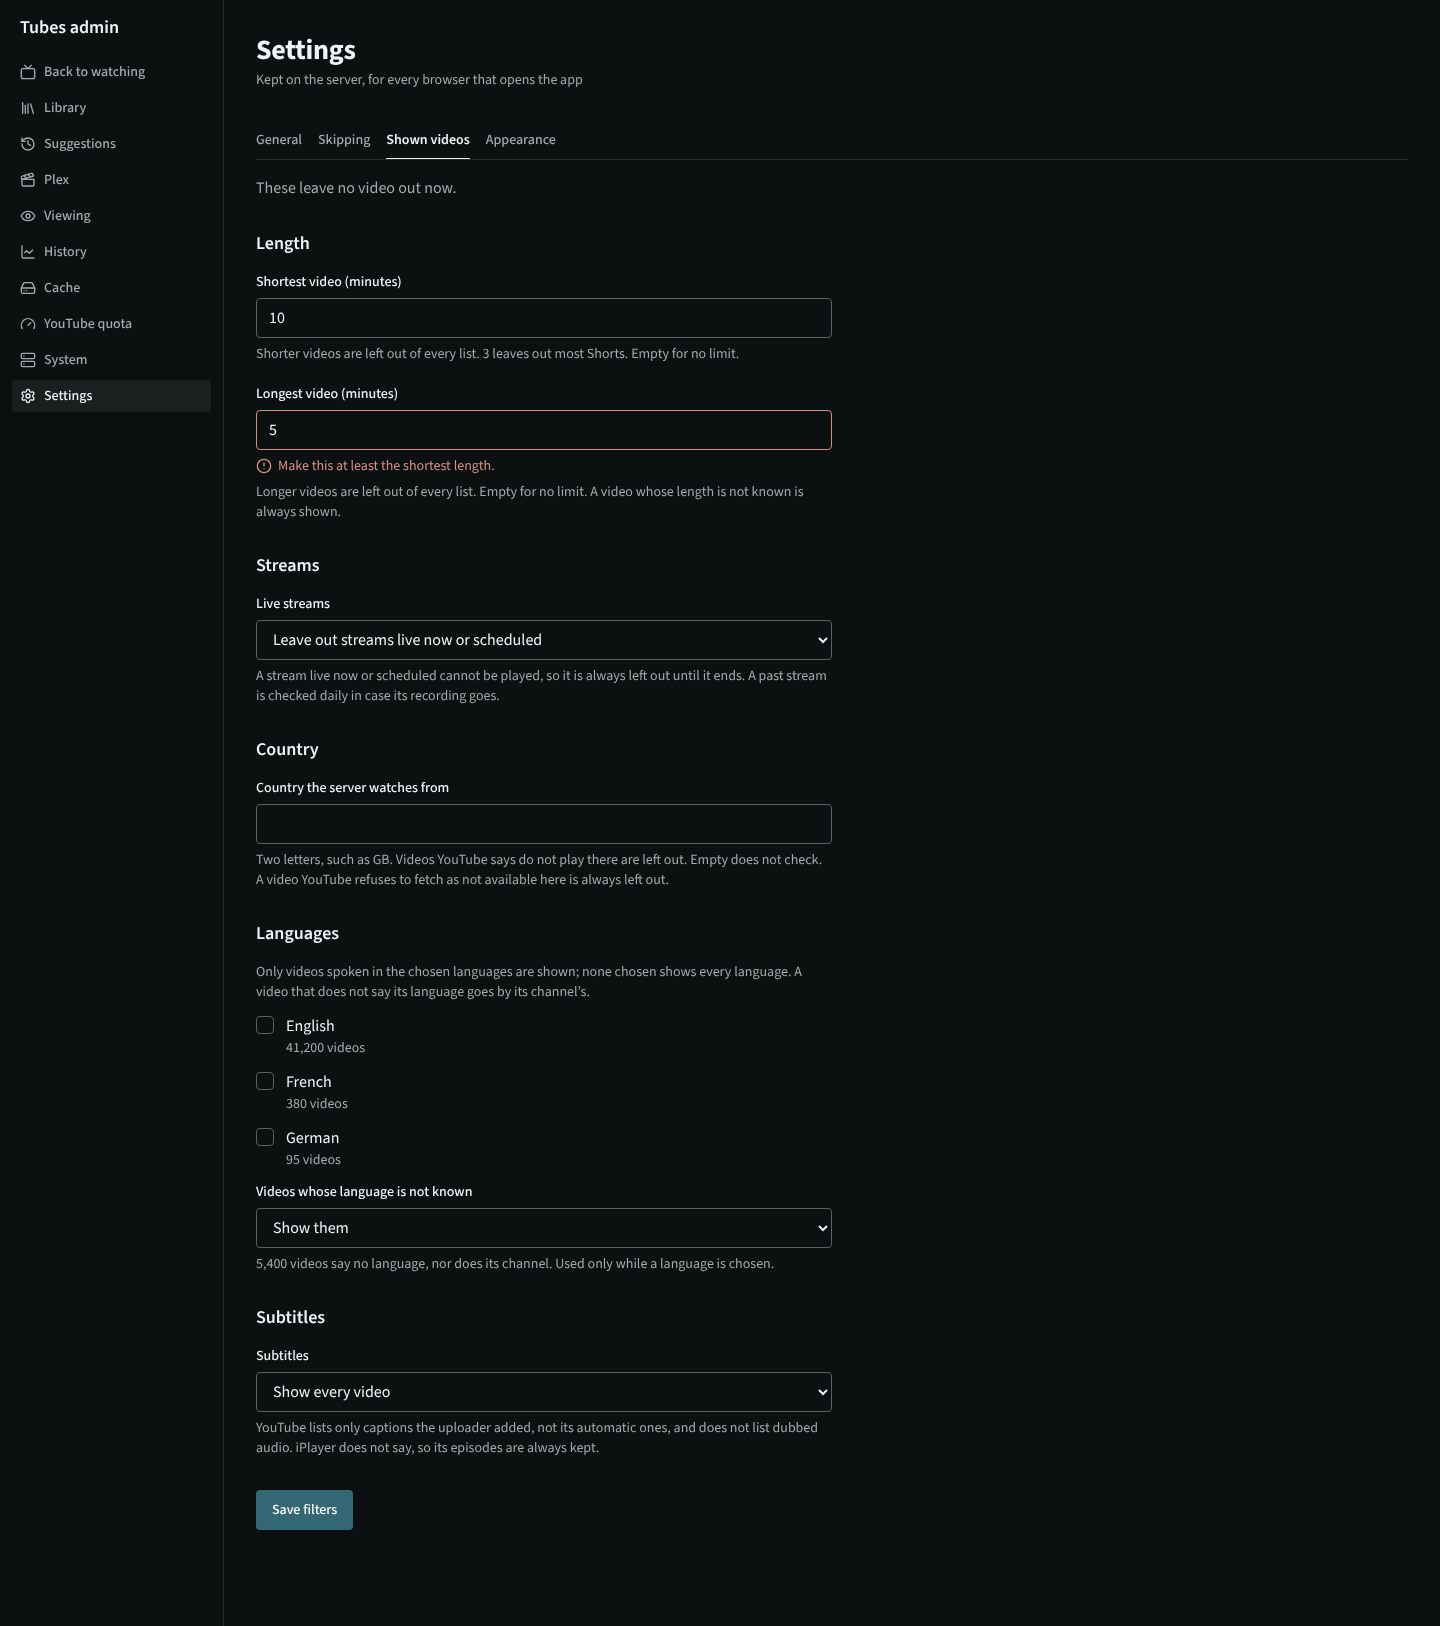 Tubes admin
Back to watching
Library
Suggestions
Plex
Viewing
History
Cache
YouTube quota
System
Settings
Settings
Kept on the server, for every browser that opens the app
General
Skipping
Shown videos
Appearance
These leave no video out now.
Length
Shortest video (minutes)
10
Shorter videos are left out of every list. 3 leaves out most Shorts. Empty for no limit.
Longest video (minutes)
5
Make this at least the shortest length.
Longer videos are left out of every list. Empty for no limit. A video whose length is not known is
always shown.
Streams
Live streams
Leave out streams live now or scheduled
A stream live now or scheduled cannot be played, so it is always left out until it ends. A past stream
is checked daily in case its recording goes.
Country
Country the server watches from
Two letters, such as GB. Videos YouTube says do not play there are left out. Empty does not check.
A video YouTube refuses to fetch as not available here is always left out.
Languages
Only videos spoken in the chosen languages are shown; none chosen shows every language. A
video that does not say its language goes by its channel's.
English
41,200 videos
French
380 videos
German
95 videos
Videos whose language is not known
Show them
5,400 videos say no language, nor does its channel. Used only while a language is chosen.
Subtitles
Subtitles
Show every video
YouTube lists only captions the uploader added, not its automatic ones, and does not list dubbed
audio. iPlayer does not say, so its episodes are always kept.
Save filters